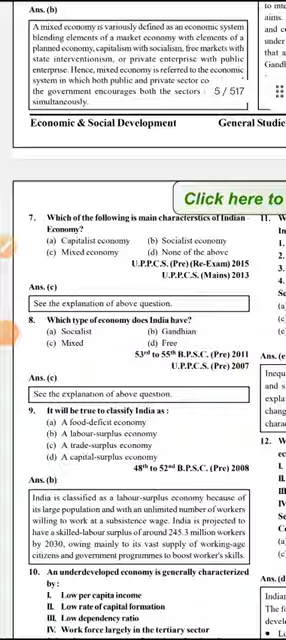 Ans. (b)
A mixed economy is variously defined as an economic system
blending elements of a market economy with elements of a
planned economy, capitalism with socialism, free markets with
state interventionism, or private enterprise with public
enterprise. Hence, mixed economy is referred to the economic
system in which both public and private sector co
the government encourages both the sectors
simultaneously.
5 / 517
aims.
and
under
that a
Gandh
Economic & Social Development
General Studie
Click here to
7. Which of the following is main characterstics of Indian
Economy?
(a) Capitalist economy (b) Socialist economy
(c) Mixed economy (d) None of the above
U.P.P.C.S. (Pre) (Re-Exam) 2015
U.P.P.C.S. (Mains) 2013
Ans. (c)
See the explanation of above question.
8. Which type of economy does India have?
(a) Socialist (b) Gandhian
(c) Mixed (d) Free
53rd to 55th B.P.S.C. (Pre) 2011
U.P.P.C.S. (Pre) 2007
Ans. (c)
See the explanation of above question.
9. It will be true to classify India as :
(a) A food-deficit economy
(b) A labour-surplus economy
(c) A trade-surplus economy
(d) A capital-surplus economy
48th to 52nd B.P.S.C. (Pre) 2008
Ans. (b)
India is classified as a labour-surplus economy because of
its large population and with an unlimited number of workers
willing to work at a subsistence wage. India is projected to
have a skilled-labour surplus of around 245.3 million workers
by 2030, owing mainly to its vast supply of working-age
citizens and government programmes to boost worker's skills.
10. An underdeveloped economy is generally characterized
by :
I. Low per capita income
II. Low rate of capital formation
III. Low dependency ratio
IV. Work force largely in the tertiary sector
11. W
In
1.
2.
3.
4.
Se
(a
(c
(e
Ans. (e
Inequ
and s
expla
chang
chara
12. W
ec
I.
II.
III
IV
Se
Co
(a
(c
Ans. (d
Indian
The f
devel